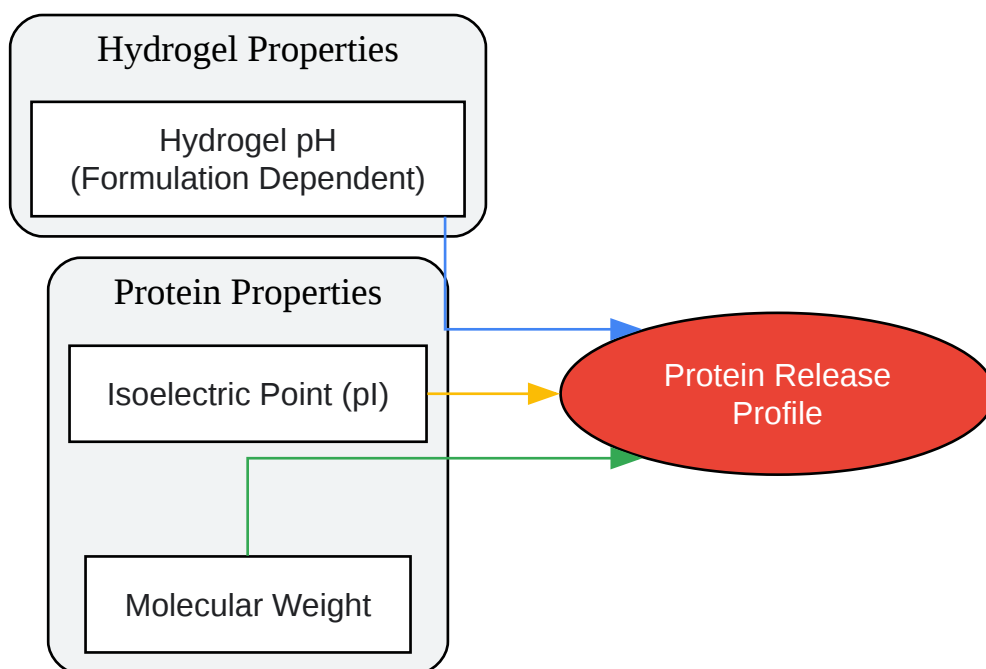 Hydrogel Properties
Hydrogel pH
(Formulation Dependent)
Protein Properties
Isoelectric Point (pI)
Molecular Weight
Protein Release
Profile